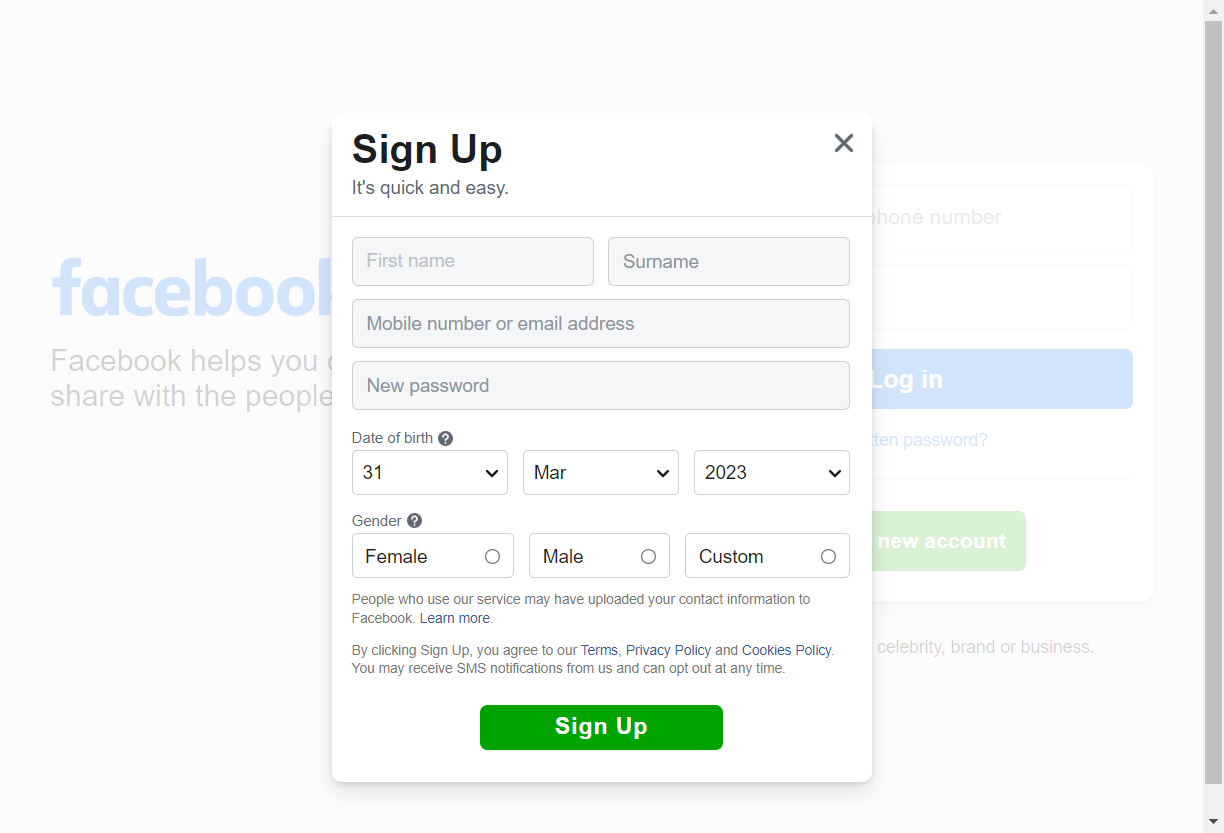 Sign Up
It's quick and easy.
First name
Surname
Mobile number or email address
New password
Date of birth ?
31
Mar
2023
Gender ?
Female
Male
Custom
People who use our service may have uploaded your contact information to
Facebook. Learn more.
By clicking Sign Up, you agree to our Terms, Privacy Policy and Cookies Policy.
You may receive SMS notifications from us and can opt out at any time.
Sign Up
facebook
Facebook helps you
share with the people
phone number
Log in
password?
new account
celebrity, brand or business.